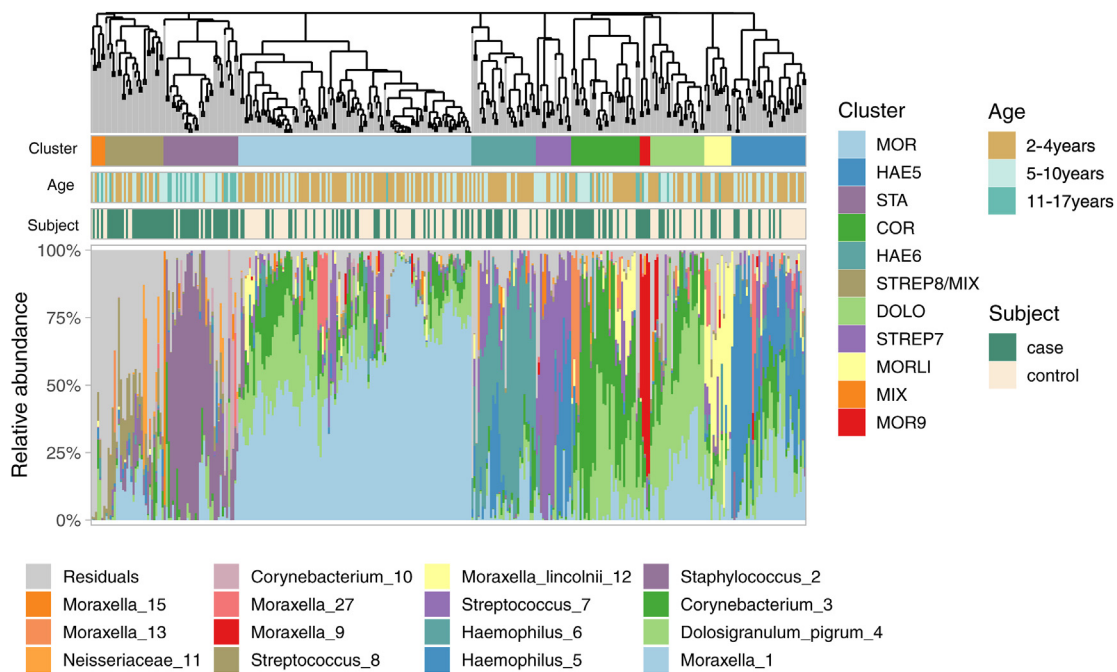 Cluster
Age
Subject
100%
75%
50%
25%
0%
Relative abundance
Cluster
MOR
HAE5
STA
COR
HAE6
STREP8/MIX
DOLO
STREP7
MORLI
MIX
MOR9
Age
2-4years
5-10years
11-17years
Subject
case
control
Residuals
Moraxella_15
Moraxella_13
Neisseriaceae_11
Corynebacterium_10
Moraxella_27
Moraxella_9
Streptococcus_8
Moraxella_lincolnii_12
Streptococcus_7
Haemophilus_6
Haemophilus_5
Staphylococcus_2
Corynebacterium_3
Dolosigranulum_pigrum_4
Moraxella_1